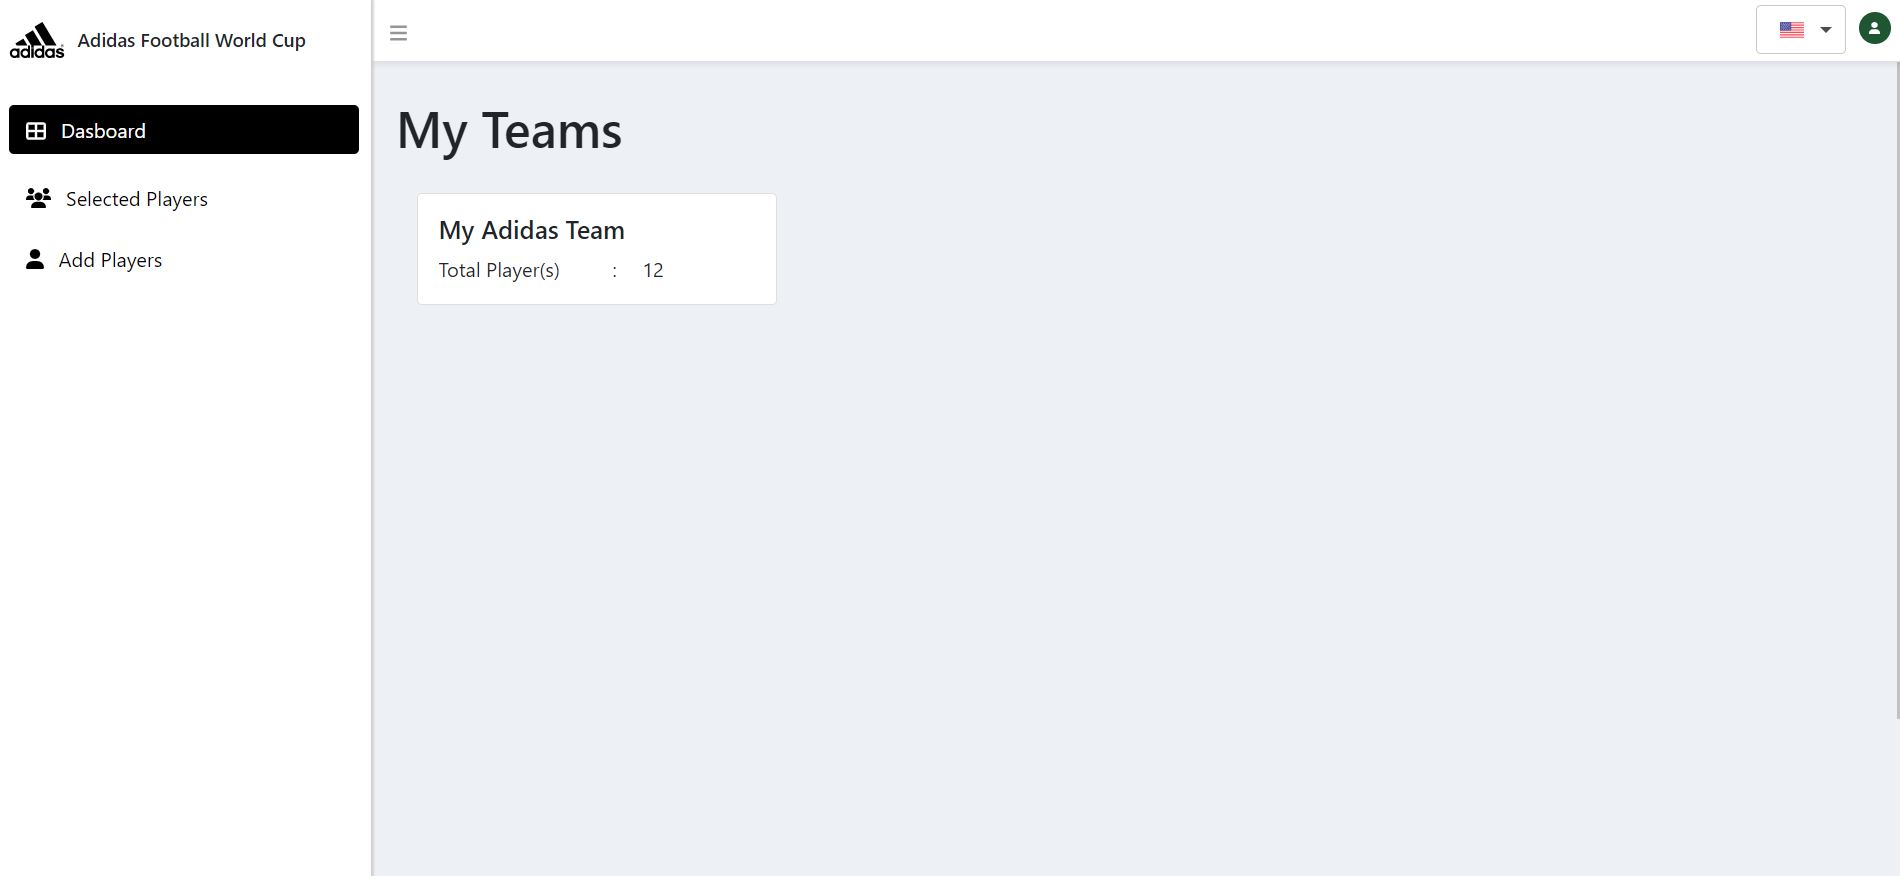 adidas
Adidas Football World Cup
Dasboard
Selected Players
Add Players
My Teams
My Adidas Team
Total Player(s) : 12